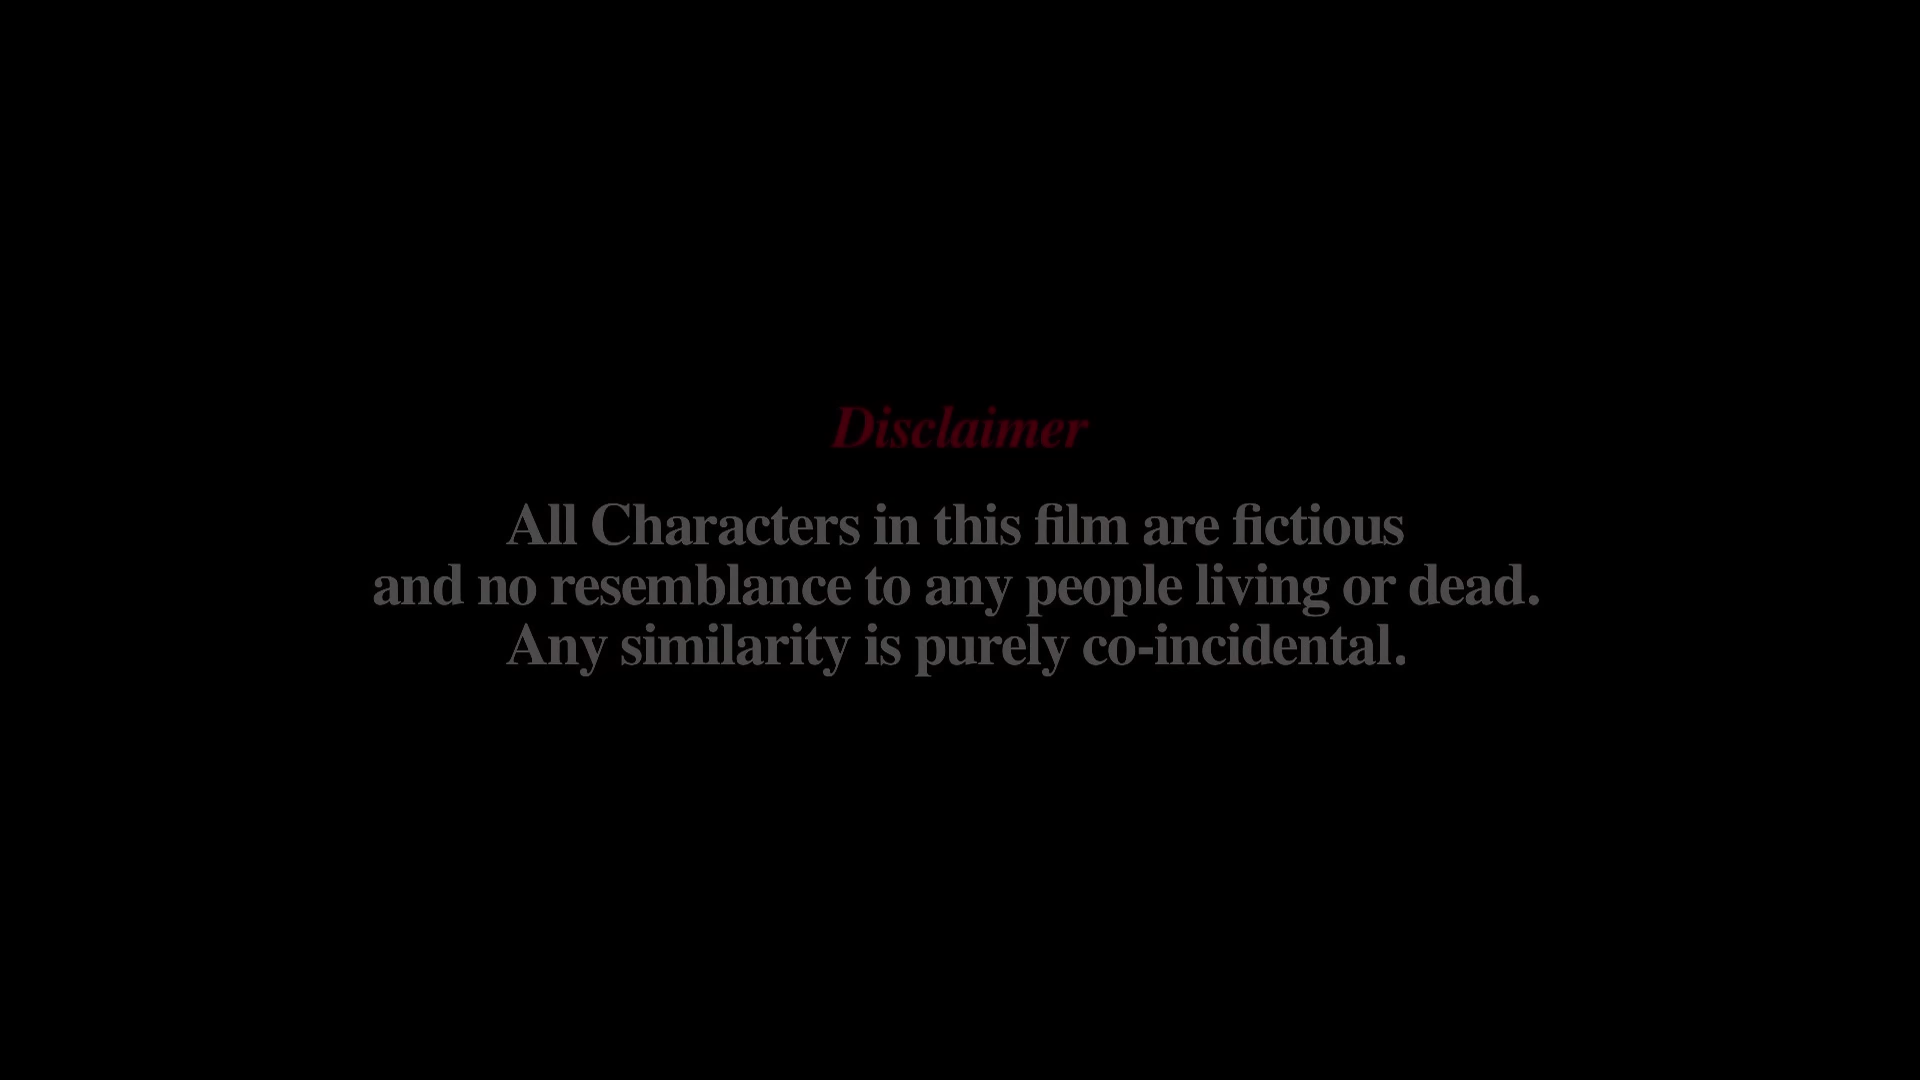 Disclaimer
All Characters in this film are fictious
and no resemblance to any people living or dead.
Any similarity is purely co-incidental.